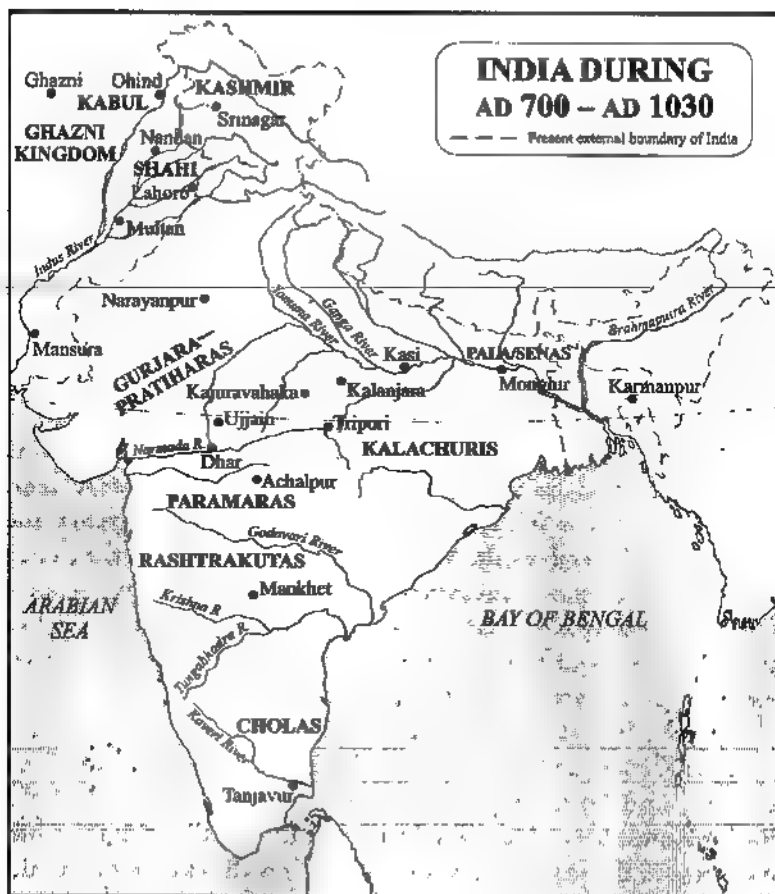 INDIA DURING
AD 700 – AD 1030
Present external boundary of India
Ghazni
Ohind
KASHMIR
KABUL
Srinagar
GHAZNI
KINGDOM
Nandan
SHAHI
Lahore
Multan
Indus River
Narayanpur
Yamuna River
Ganga River
Brahmaputra River
Mansura
GURJARA—
PRATIHARAS
Kasi
PALA/SENAS
Monghur
Kajuravahaka
Kalanjara
Karmanpur
Ujjain
Tripuri
Narmada R.
KALACHURIS
Dhar
Achalpur
PARAMARAS
Godavari River
RASHTRAKUTAS
Mankhet
ARABIAN
SEA
Krishna R
BAY OF BENGAL
Tungabhadra R.
CHOLAS
Kaveri River
Tanjavur